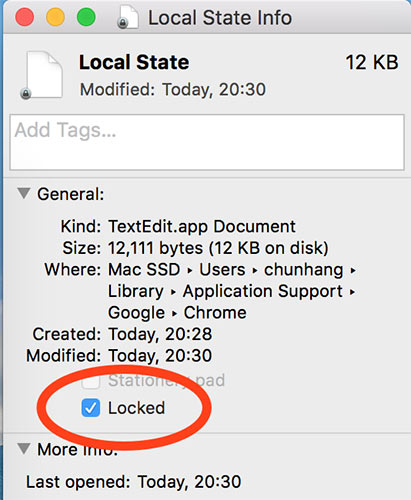 Local State Info
Local State 12 KB
Modified: Today, 20:30
Add Tags...
General:
Kind: TextEdit.app Document
Size: 12,111 bytes (12 KB on disk)
Where: Mac SSD ▸ Users ▸ chunhang ▸
Library ▸ Application Support ▸
Google ▸ Chrome
Created: Today, 20:28
Modified: Today, 20:30
Stationery pad
Locked
More Info:
Last opened: Today, 20:30